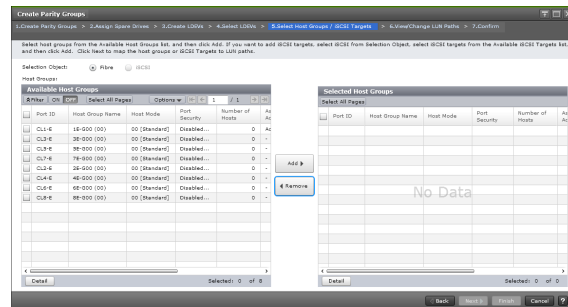 Create Parity Groups
1.Create Parity Groups > 2.Assign Spare Drives > 3.Create LDEVs > 4.Select LDEVs > 5.Select Host Groups / iSCSI Targets > 6.View/Change LUN Paths > 7.Confirm
Select host groups from the Available Host Groups list, and then click Add. If you want to add iSCSI targets, select iSCSI from Selection Object, select iSCSI targets from the Available iSCSI Targets list,
and then click Add. Click Next to map the host groups or iSCSI Targets to LUN paths.
Selection Object: Fibre iSCSI
Host Groups:
Available Host Groups
Filter ON OFF Select All Pages Options 1 / 1
Port ID Host Group Name Host Mode Port Security Number of Hosts As Ac
CL1-E 1E-G00 (00) 00 [Standard] Disabled... 0 Ac
CL3-E 3E-G00 (00) 00 [Standard] Disabled... 0 -
CL5-E 5E-G00 (00) 00 [Standard] Disabled... 0 -
CL7-E 7E-G00 (00) 00 [Standard] Disabled... 0 -
CL2-E 2E-G00 (00) 00 [Standard] Disabled... 0 -
CL4-E 4E-G00 (00) 00 [Standard] Disabled... 0 -
CL6-E 6E-G00 (00) 00 [Standard] Disabled... 0 -
CL8-E 8E-G00 (00) 00 [Standard] Disabled... 0 -
Detail Selected: 0 of 8
Add
Remove
Selected Host Groups
Select All Pages
Port ID Host Group Name Host Mode Port Security Number of Hosts As Ac
No Data
Detail Selected: 0 of 0
Back Next Finish Cancel ?